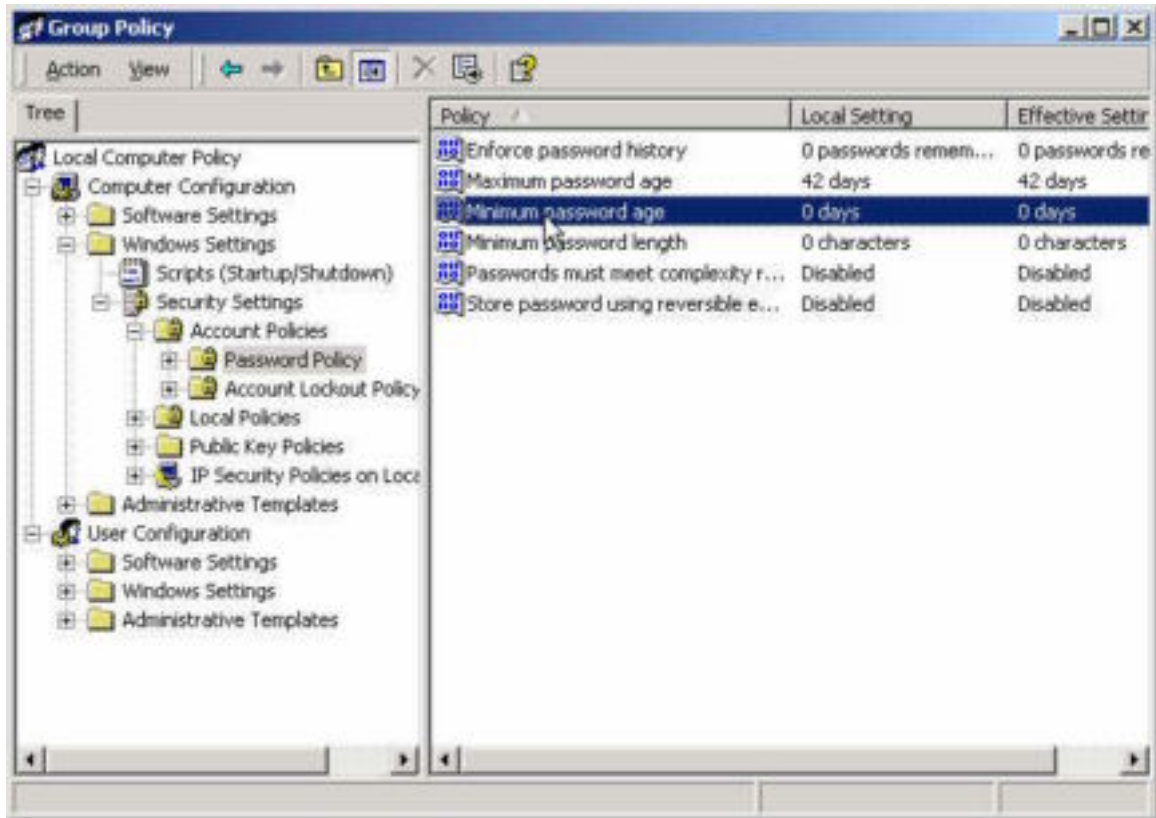 Group Policy
Action View
Tree
Local Computer Policy
Computer Configuration
Software Settings
Windows Settings
Scripts (Startup/Shutdown)
Security Settings
Account Policies
Password Policy
Account Lockout Policy
Local Policies
Public Key Policies
IP Security Policies on Loca
Administrative Templates
User Configuration
Software Settings
Windows Settings
Administrative Templates
Policy Local Setting Effective Settin
Enforce password history 0 passwords remem... 0 passwords re
Maximum password age 42 days 42 days
Minimum password age 0 days 0 days
Minimum password length 0 characters 0 characters
Passwords must meet complexity r... Disabled Disabled
Store password using reversible e... Disabled Disabled